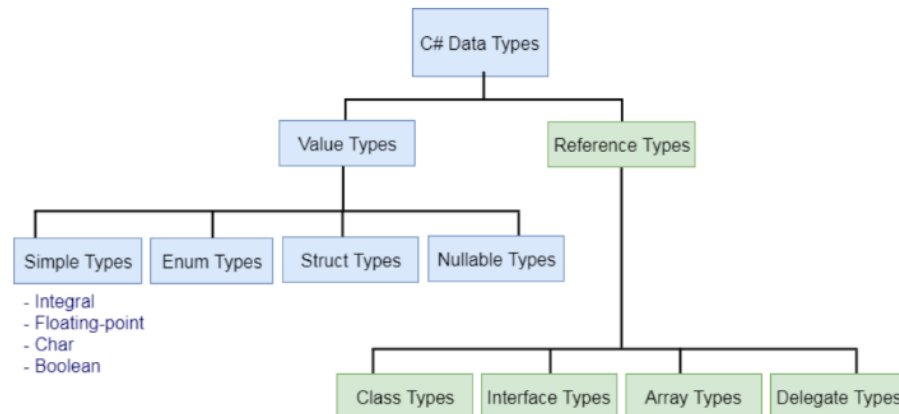 C# Data Types
Value Types
Reference Types
Simple Types
Enum Types
Struct Types
Nullable Types
- Integral
- Floating-point
- Char
- Boolean
Class Types
Interface Types
Array Types
Delegate Types